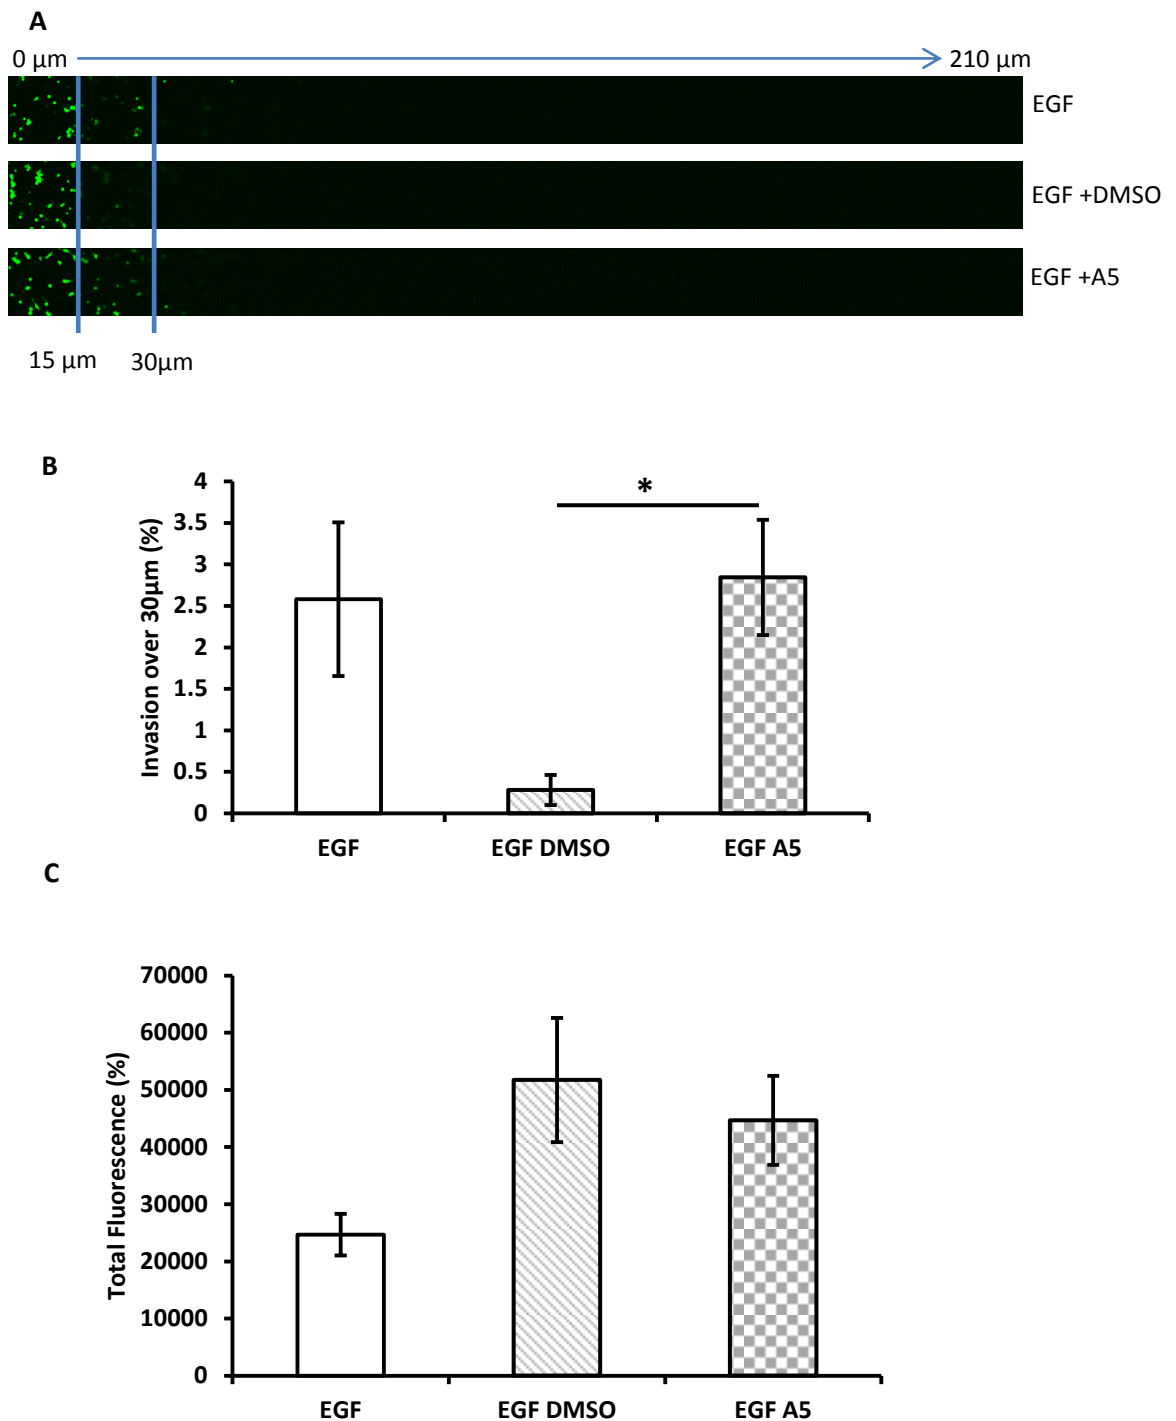 A
0 µm
210 µm
EGF
EGF +DMSO
EGF +A5
15 µm
30µm
B
Invasion over 30µm (%)
4
3.5
3
2.5
2
1.5
1
0.5
0
*
EGF
EGF DMSO
EGF A5
C
Total Fluorescence (%)
70000
60000
50000
40000
30000
20000
10000
0
EGF
EGF DMSO
EGF A5